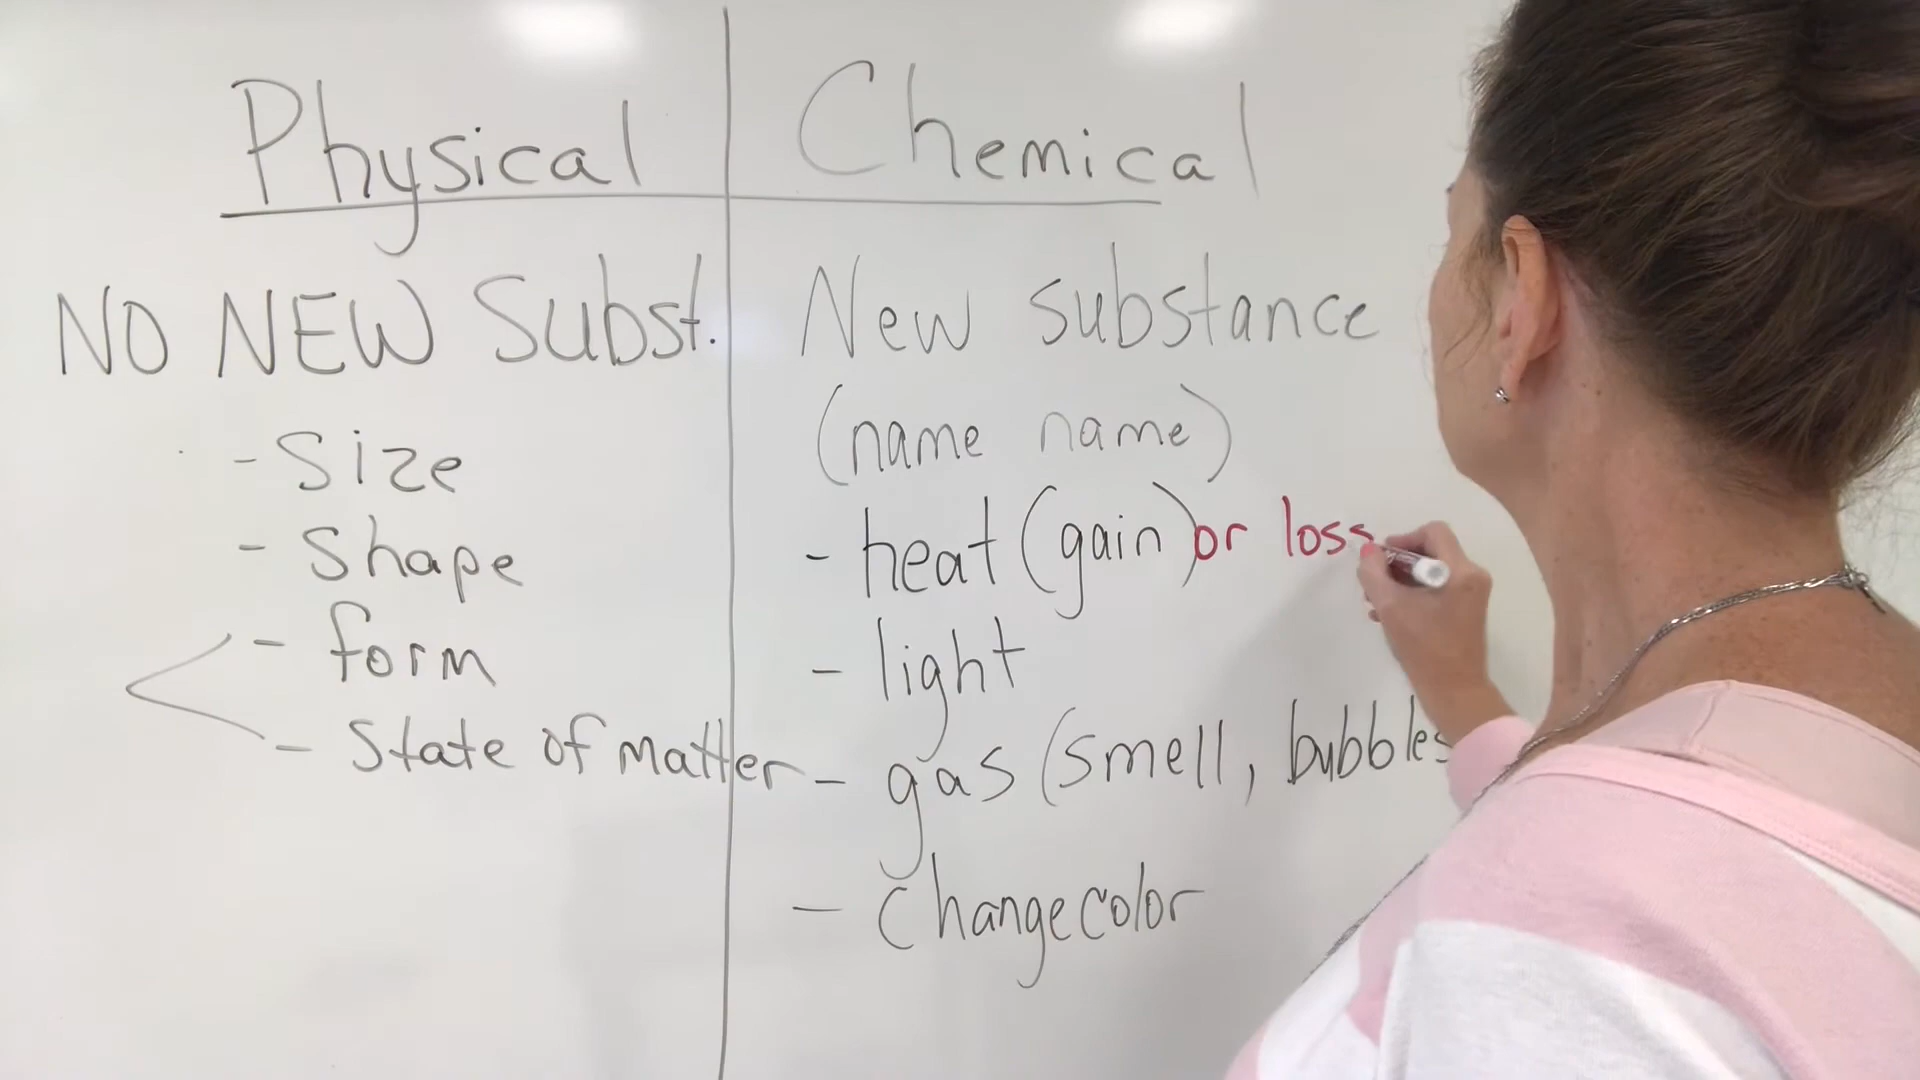 Physical
NO NEW Subst.
- Size
- Shape
- form
- State of matter
Chemical
New substance
(name name)
- heat (gain) or loss
- light
- gas (smell, bubbles
- Change color